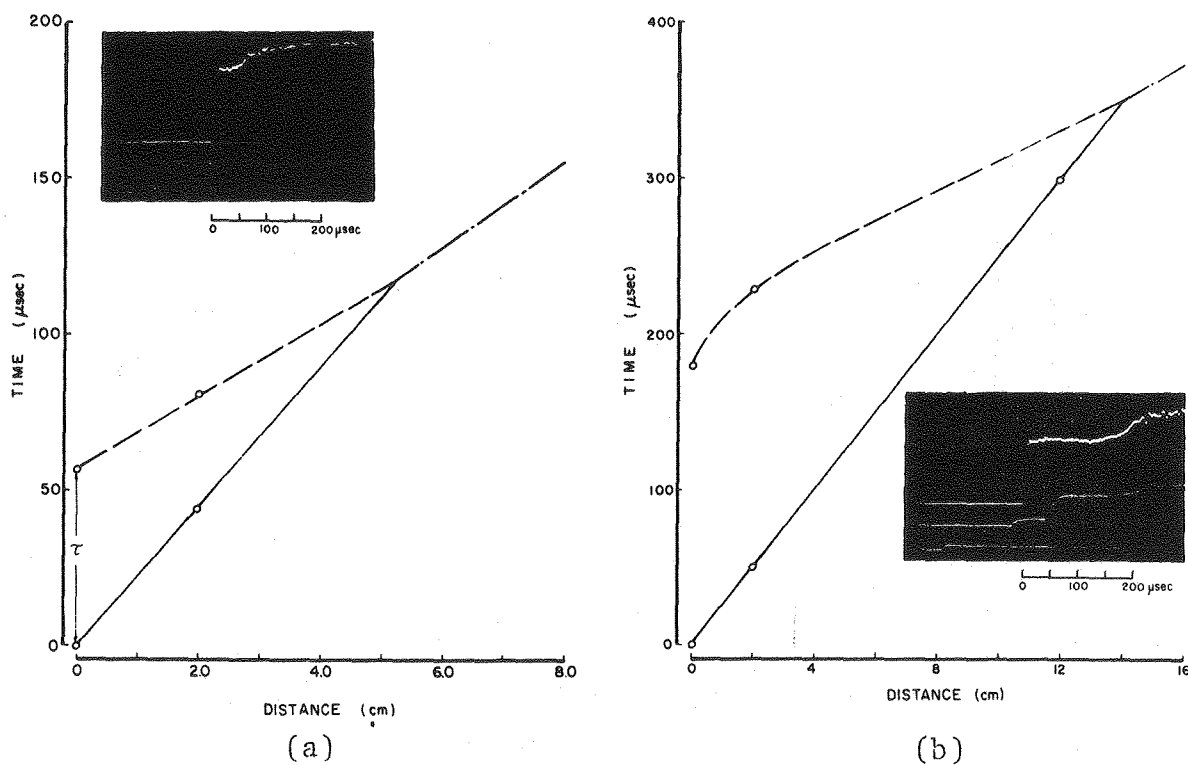 200
150
100
50
0
TIME (μsec)
τ
0 100 200 μsec
0 2.0 4.0 6.0 8.0
DISTANCE (cm)
(a)
400
300
200
100
0
TIME (μsec)
0 100 200 μsec
0 4 8 12 16
DISTANCE (cm)
(b)